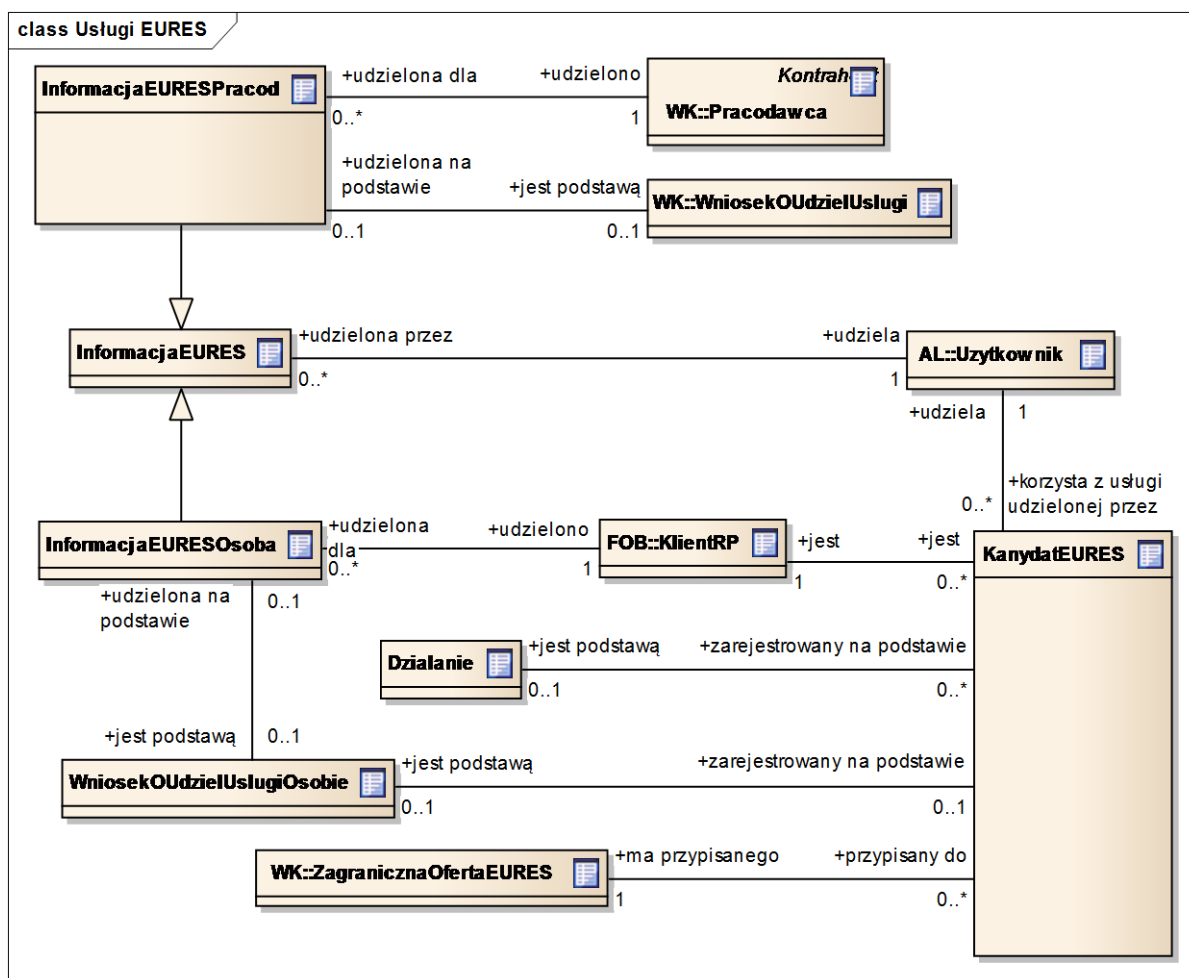 class Usługi EURES
InformacjaEURESPracod
+udzielona dla
+udzielono
0..*
1
WK::Pracodawca
+udzielona na
podstawie
+jest podstawą
0..1
0..1
WK::WniosekOUdzielUslugi
InformacjaEURES
+udzielona przez
+udziela
0..*
1
AL::Uzytkownik
+udziela
1
+korzysta z usługi
0..*
udzielonej przez
InformacjaEURESOsoba
+udzielona
dla
+udzielono
0..*
1
FOB::KlientRP
+jest
+jest
1
0..*
KanydatEURES
+udzielona na
podstawie
0..1
Dzialanie
+jest podstawą
+zarejestrowany na podstawie
0..1
0..*
+jest podstawą
0..1
WniosekOUdzielUslugiOsobie
+jest podstawą
+zarejestrowany na podstawie
0..1
0..1
WK::ZagranicznaOfertaEURES
+ma przypisanego
+przypisany do
1
0..*